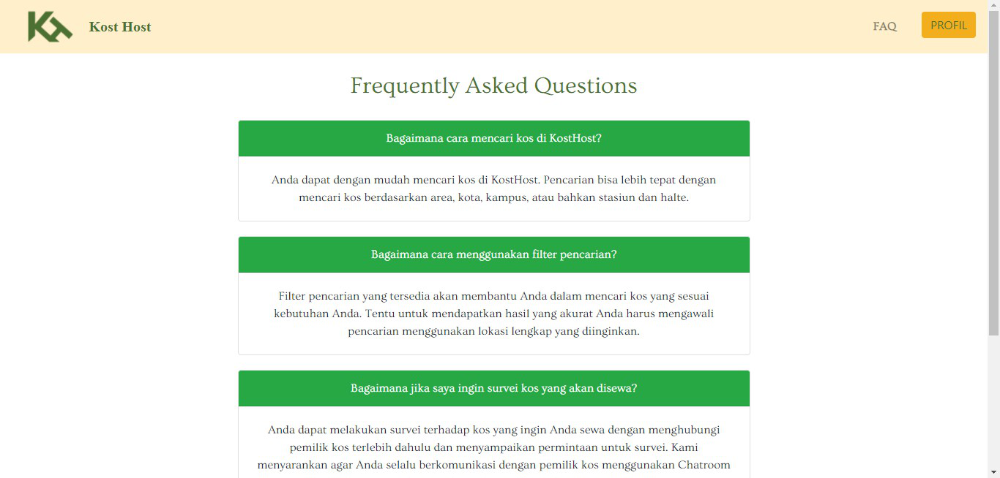 Kost Host
FAQ
PROFIL
Frequently Asked Questions
Bagaimana cara mencari kos di KostHost?
Anda dapat dengan mudah mencari kos di KostHost. Pencarian bisa lebih tepat dengan
mencari kos berdasarkan area, kota, kampus, atau bahkan stasiun dan halte.
Bagaimana cara menggunakan filter pencarian?
Filter pencarian yang tersedia akan membantu Anda dalam mencari kos yang sesuai
kebutuhan Anda. Tentu untuk mendapatkan hasil yang akurat Anda harus mengawali
pencarian menggunakan lokasi lengkap yang diinginkan.
Bagaimana jika saya ingin survei kos yang akan disewa?
Anda dapat melakukan survei terhadap kos yang ingin Anda sewa dengan menghubungi
pemilik kos terlebih dahulu dan menyampaikan permintaan untuk survei. Kami
menyarankan agar Anda selalu berkomunikasi dengan pemilik kos menggunakan Chatroom